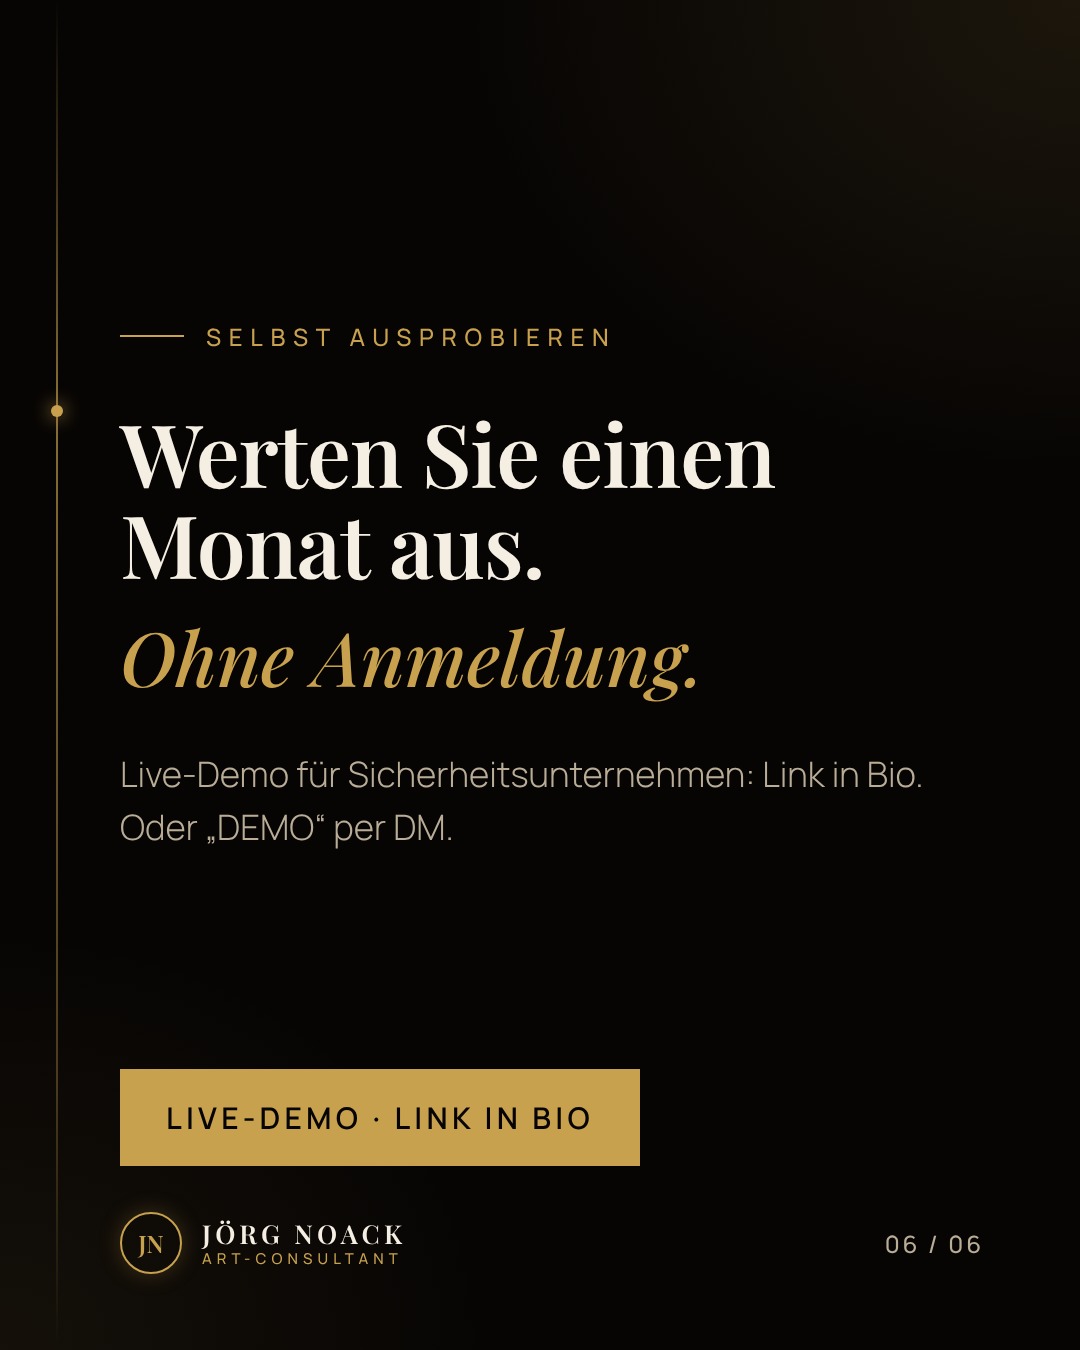 SELBST AUSPROBIEREN
Werten Sie einen
Monat aus.
Ohne Anmeldung.
Live-Demo für Sicherheitsunternehmen: Link in Bio.
Oder „DEMO“ per DM.
LIVE-DEMO · LINK IN BIO
JN
JÖRG NOACK
ART-CONSULTANT
06 / 06